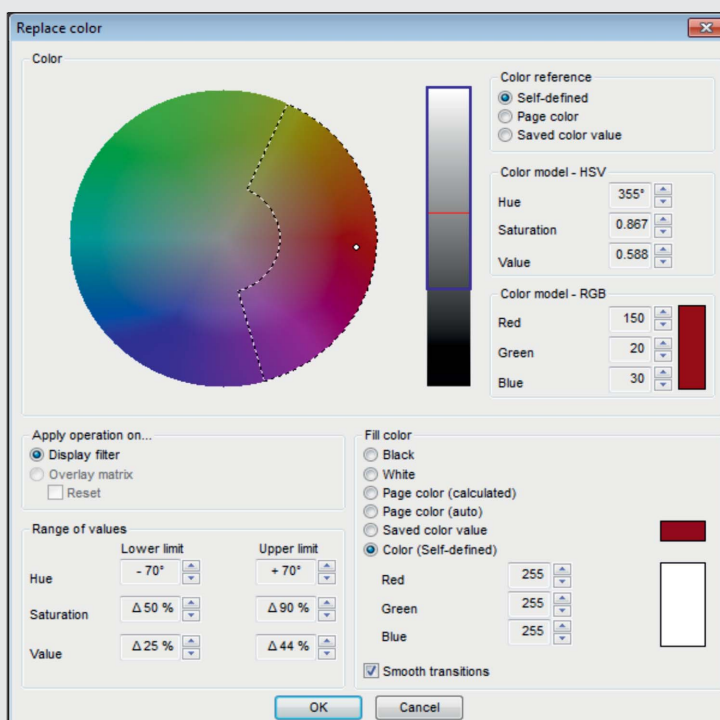 Replace color
Color
Color reference
Self-defined
Page color
Saved color value
Color model - HSV
Hue 355°
Saturation 0.867
Value 0.588
Color model - RGB
Red 150
Green 20
Blue 30
Apply operation on...
Display filter
Overlay matrix
Reset
Range of values
Lower limit Upper limit
Hue - 70° + 70°
Saturation Δ 50 % Δ 90 %
Value Δ 25 % Δ 44 %
Fill color
Black
White
Page color (calculated)
Page color (auto)
Saved color value
Color (Self-defined)
Red 255
Green 255
Blue 255
Smooth transitions
OK Cancel